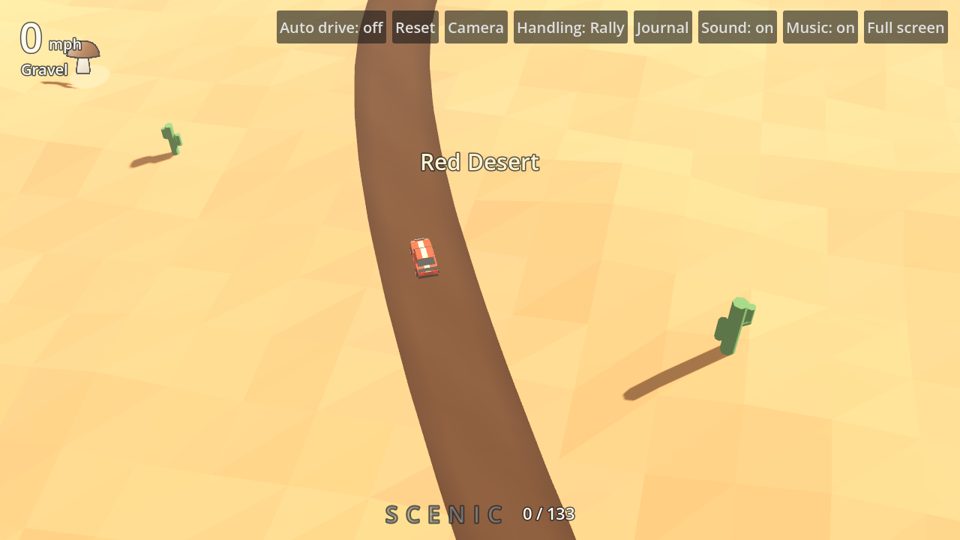 0 mph
Gravel
Auto drive: off Reset Camera Handling: Rally Journal Sound: on Music: on Full screen
Red Desert
SCENIC 0 / 133